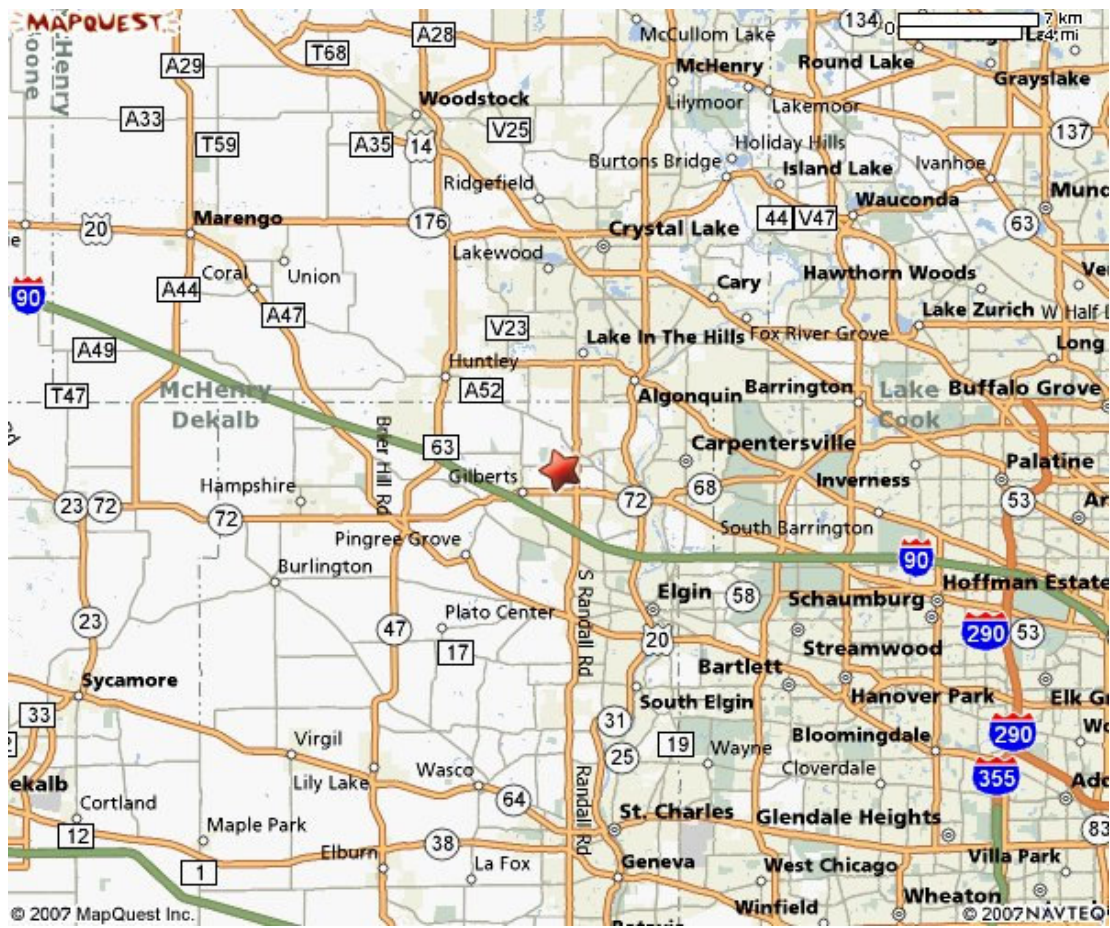 MAPQUEST
134
7 km
0
4 mi
A28
McCullom Lake
T68
McHenry
Boone
McHenry
Round Lake
A29
Grayslake
Woodstock
Lilymoor
Lakemoor
A33
V25
137
T59
A35
14
Holiday Hills
Burtons Bridge
Island Lake
Ivanhoe
Ridgefield
Wauconda
Marengo
176
44
V47
63
20
Crystal Lake
Lakewood
Coral
Union
Hawthorn Woods
90
A44
Cary
A47
Lake Zurich
W Half
V23
Lake In The Hills
Fox River Grove
A49
Long
Huntley
T47
McHenry
A52
Algonquin
Barrington
Lake
Buffalo Grove
Dekalb
Cook
Brier Hill Rd
63
Carpentersville
Palatine
Gilberts
Inverness
Hampshire
68
23
72
72
72
53
South Barrington
Pingree Grove
90
Burlington
S Randall Rd
Hoffman Estate
Elgin
58
Schaumburg
23
47
Plato Center
20
290
53
17
Streamwood
Bartlett
Sycamore
South Elgin
Hanover Park
Elk G
33
31
290
Virgil
19
Wayne
Bloomingdale
25
355
Lily Lake
Wasco
Cloverdale
ekalb
Cortland
64
Randall Rd
St. Charles
Glendale Heights
83
12
Maple Park
38
Elburn
La Fox
Geneva
West Chicago
Villa Park
1
Wheaton
Winfield
© 2007 MapQuest Inc.
© 2007 NAVTEQ